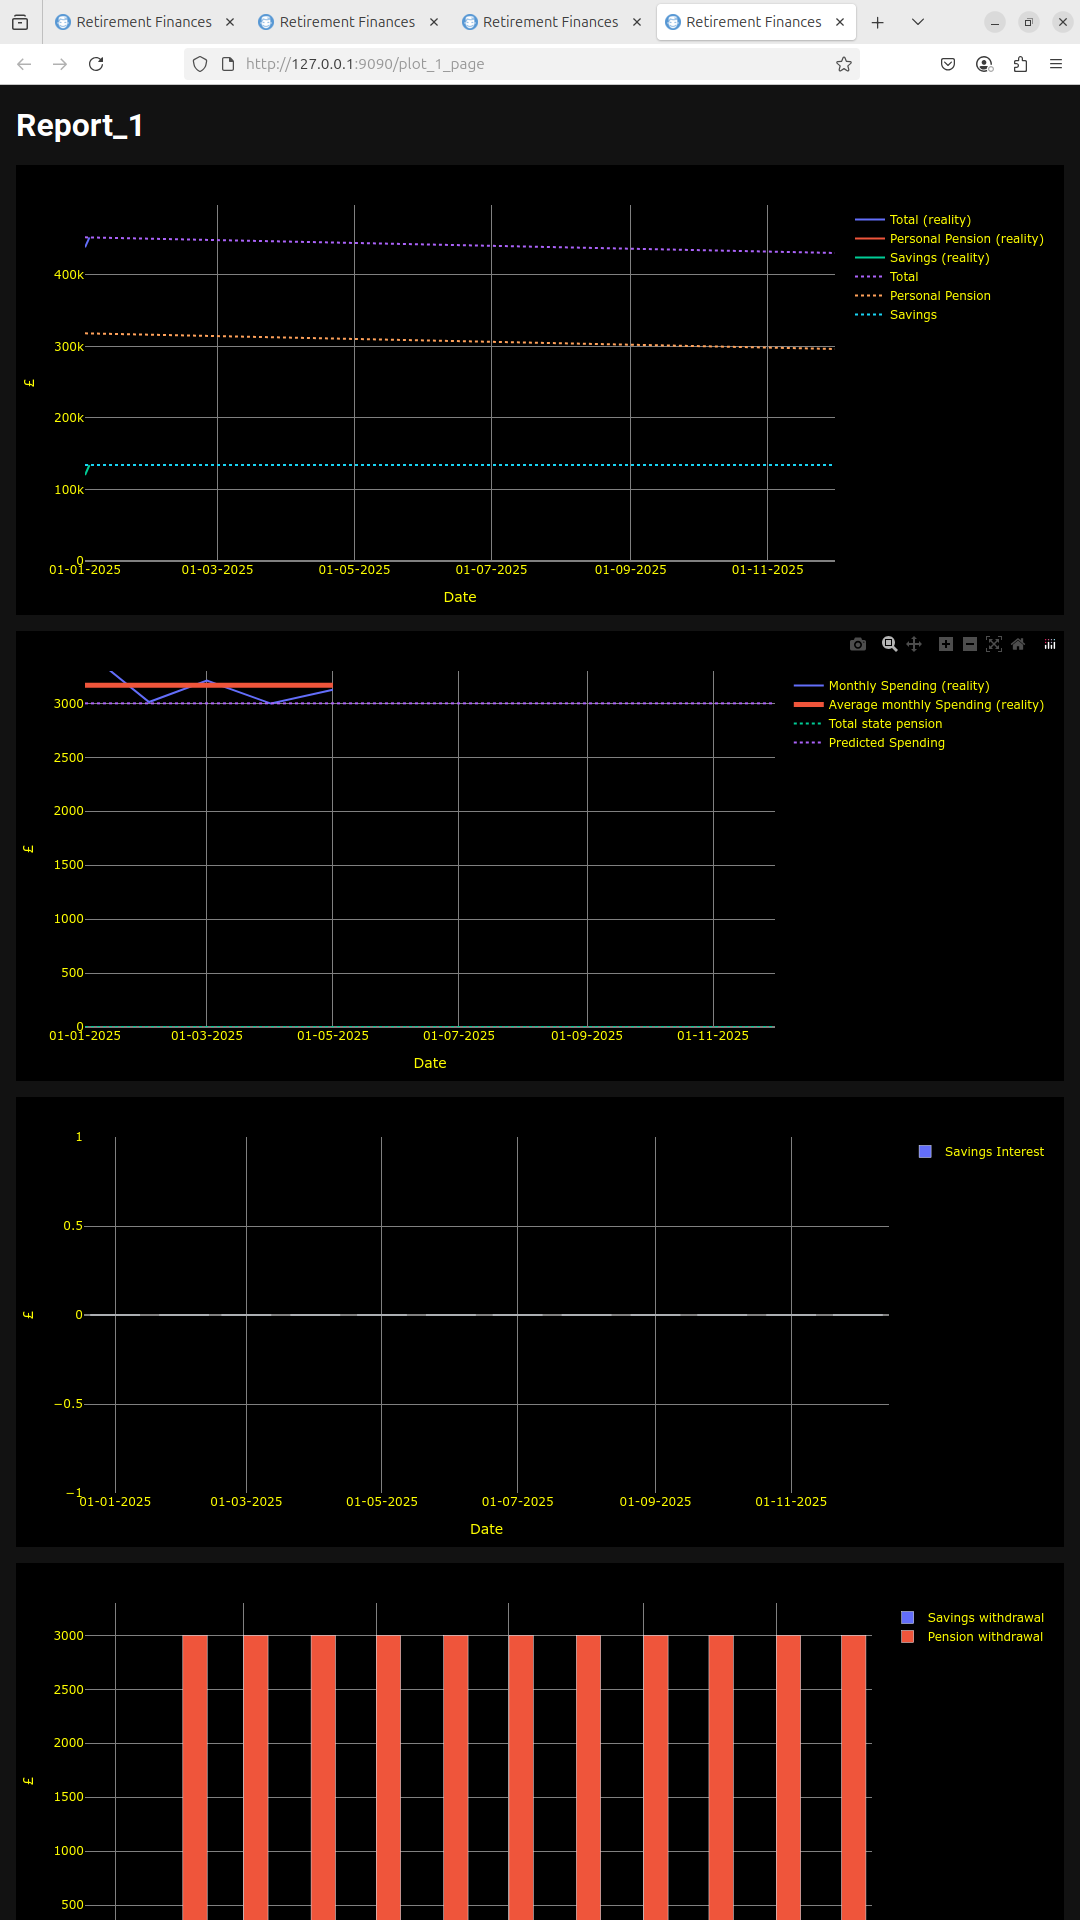 Retirement Finances
Retirement Finances
Retirement Finances
Retirement Finances
http://127.0.0.1:9090/plot_1_page
Report_1
Total (reality)
Personal Pension (reality)
Savings (reality)
Total
Personal Pension
Savings
400k
300k
200k
100k
0
£
01-01-2025
01-03-2025
01-05-2025
01-07-2025
01-09-2025
01-11-2025
Date
Monthly Spending (reality)
Average monthly Spending (reality)
Total state pension
Predicted Spending
3000
2500
2000
1500
1000
500
0
£
01-01-2025
01-03-2025
01-05-2025
01-07-2025
01-09-2025
01-11-2025
Date
Savings Interest
1
0.5
0
−0.5
−1
£
01-01-2025
01-03-2025
01-05-2025
01-07-2025
01-09-2025
01-11-2025
Date
Savings withdrawal
Pension withdrawal
3000
2500
2000
1500
1000
500
£